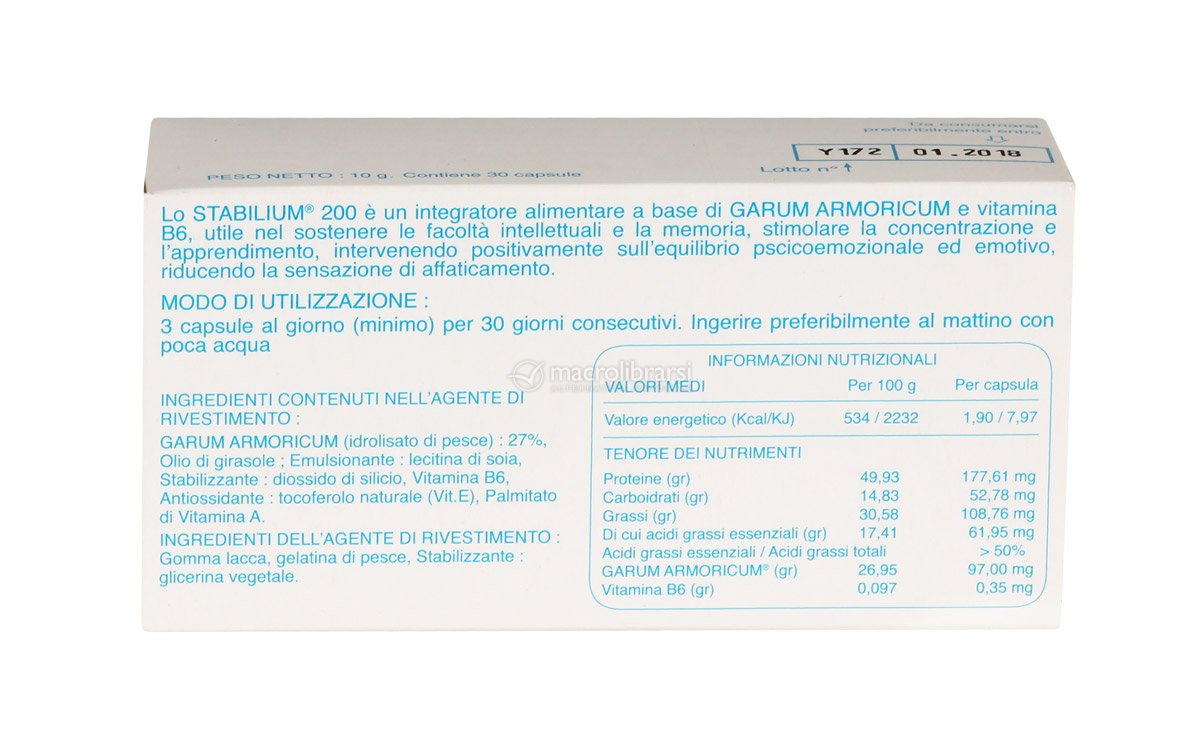 Da consumarsi
preferibilmente entro
Y172 01 . 2018
PESO NETTO : 10 g. Contiene 30 capsule
Lotto n°
Lo STABILIUM® 200 è un integratore alimentare a base di GARUM ARMORICUM e vitamina
B6, utile nel sostenere le facoltà intellettuali e la memoria, stimolare la concentrazione e
l'apprendimento, intervenendo positivamente sull'equilibrio pscicoemozionale ed emotivo,
riducendo la sensazione di affaticamento.
MODO DI UTILIZZAZIONE :
3 capsule al giorno (minimo) per 30 giorni consecutivi. Ingerire preferibilmente al mattino con
poca acqua
macrolibrarsi
INGREDIENTI CONTENUTI NELL'AGENTE DI
RIVESTIMENTO :
GARUM ARMORICUM (idrolisato di pesce) : 27%,
Olio di girasole ; Emulsionante : lecitina di soia,
Stabilizzante : diossido di silicio, Vitamina B6,
Antiossidante : tocoferolo naturale (Vit.E), Palmitato
di Vitamina A.
INGREDIENTI DELL'AGENTE DI RIVESTIMENTO :
Gomma lacca, gelatina di pesce, Stabilizzante :
glicerina vegetale.
INFORMAZIONI NUTRIZIONALI
VALORI MEDI Per 100 g Per capsula
Valore energetico (Kcal/KJ) 534 / 2232 1,90 / 7,97
TENORE DEI NUTRIMENTI
Proteine (gr) 49,93 177,61 mg
Carboidrati (gr) 14,83 52,78 mg
Grassi (gr) 30,58 108,76 mg
Di cui acidi grassi essenziali (gr) 17,41 61,95 mg
Acidi grassi essenziali / Acidi grassi totali > 50%
GARUM ARMORICUM® (gr) 26,95 97,00 mg
Vitamina B6 (gr) 0,097 0,35 mg